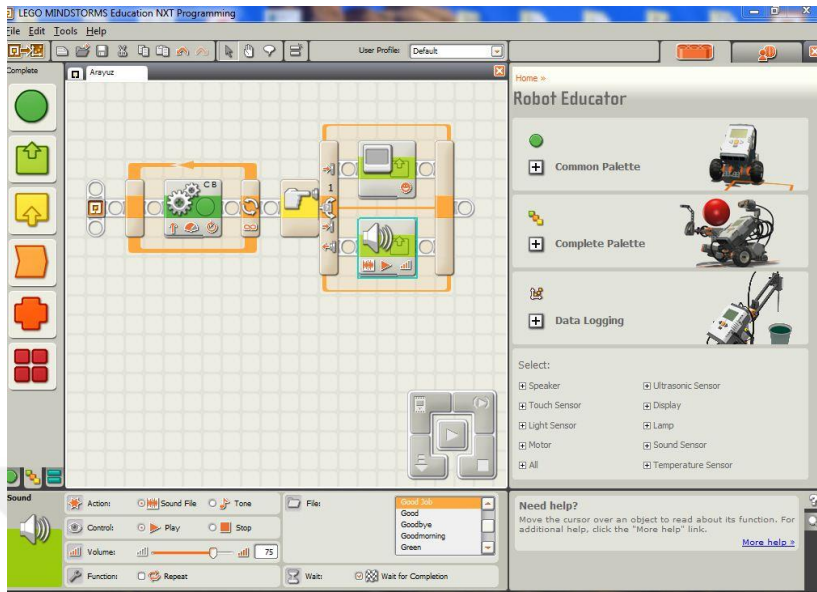 LEGO MINDSTORMS Education NXT Programming
File Edit Tools Help
User Profile: Default
Complete
Arayuz
C B
1
Home »
Robot Educator
Common Palette
Complete Palette
Data Logging
Select:
Speaker
Ultrasonic Sensor
Touch Sensor
Display
Light Sensor
Lamp
Motor
Sound Sensor
All
Temperature Sensor
Sound
Action: Sound File Tone
Control: Play Stop
Volume: 75
Function: Repeat
File: Good Job
Good
Goodbye
Goodmorning
Green
Wait: Wait for Completion
Need help?
Move the cursor over an object to read about its function. For
additional help, click the "More help" link.
More help »